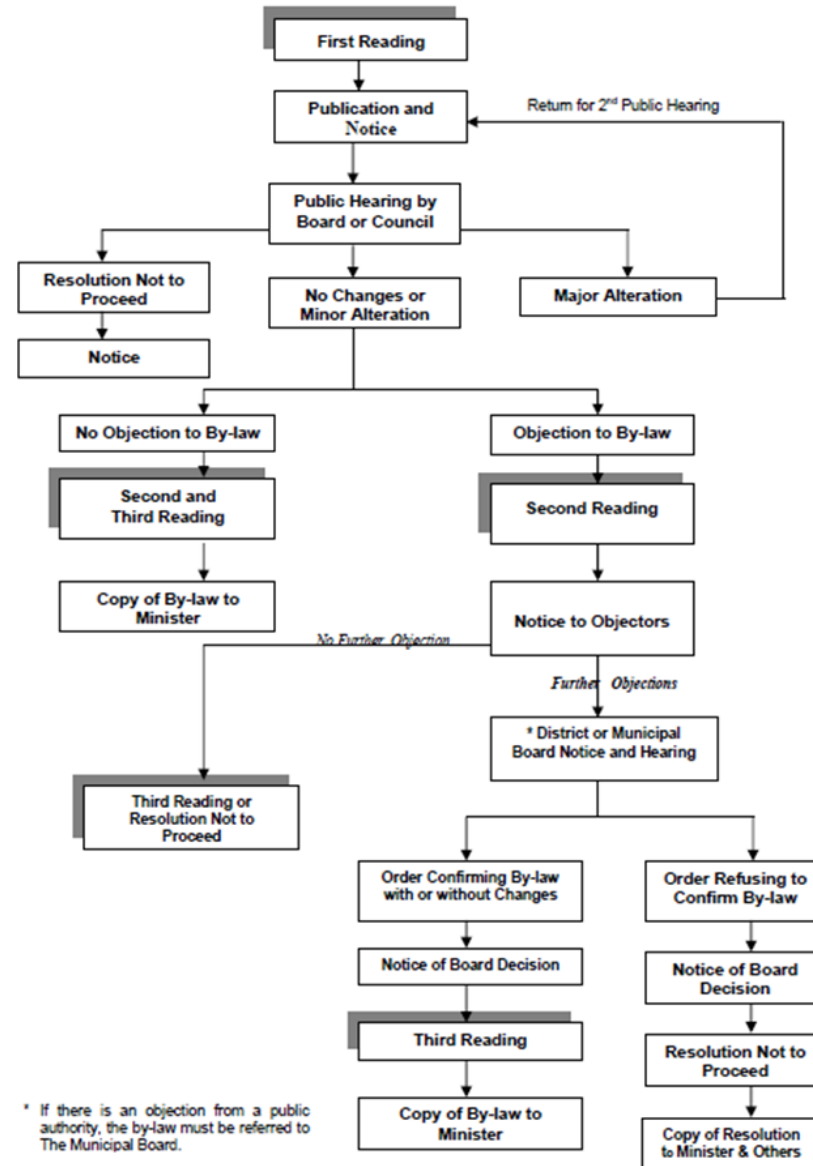 First Reading
Publication and
Notice
Return for 2nd Public Hearing
Public Hearing by
Board or Council
Resolution Not to
Proceed
No Changes or
Minor Alteration
Major Alteration
Notice
No Objection to By-law
Objection to By-law
Second and
Third Reading
Second Reading
Copy of By-law to
Minister
Notice to Objectors
No Further Objection
Further Objections
* District or Municipal
Board Notice and Hearing
Third Reading or
Resolution Not to
Proceed
Order Confirming By-law
with or without Changes
Order Refusing to
Confirm By-law
Notice of Board Decision
Notice of Board
Decision
Third Reading
Resolution Not to
Proceed
Copy of By-law to
Minister
Copy of Resolution
to Minister & Others
* If there is an objection from a public
authority, the by-law must be referred to
The Municipal Board.